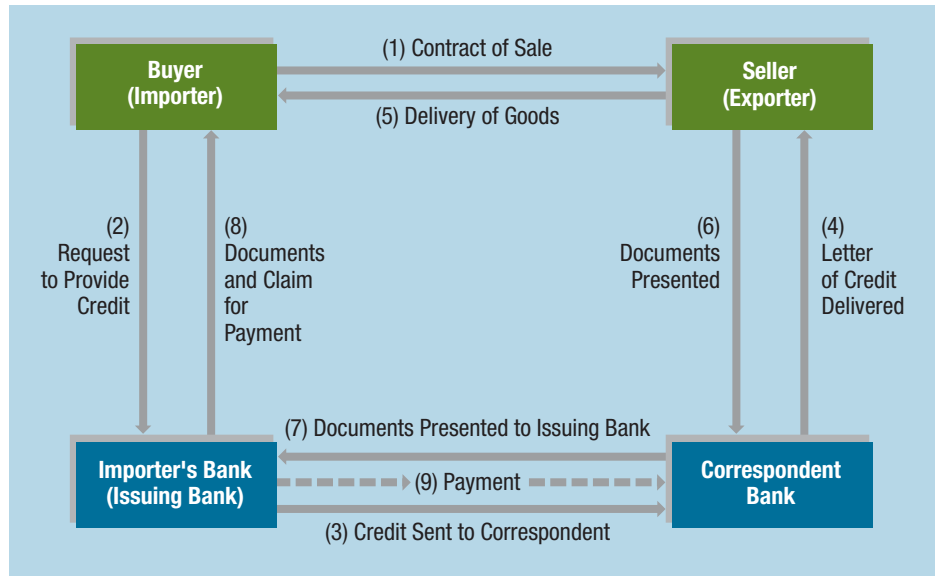 (1) Contract of Sale
Buyer
(Importer)
Seller
(Exporter)
(5) Delivery of Goods
(2)
Request
to Provide
Credit
(8)
Documents
and Claim
for
Payment
(6)
Documents
Presented
(4)
Letter
of Credit
Delivered
(7) Documents Presented to Issuing Bank
Importer's Bank
(Issuing Bank)
(9) Payment
Correspondent
Bank
(3) Credit Sent to Correspondent